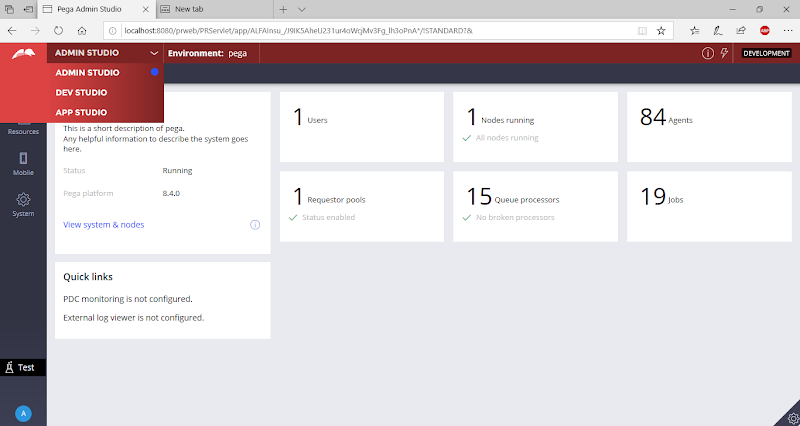 Pega Admin Studio
New tab
localhost:8080/prweb/PRServlet/app/ALFAInsu_/J9IK5AheU231ur4oWcjMv3Fg_lh3oPnA*/!STANDARD?&
ABP
ADMIN STUDIO
Environment: pega
DEVELOPMENT
ADMIN STUDIO
DEV STUDIO
APP STUDIO
Resources
Mobile
System
Test
A
This is a short description of pega.
Any helpful information to describe the system goes
here.
Status Running
Pega platform 8.4.0
View system & nodes
Quick links
PDC monitoring is not configured.
External log viewer is not configured.
1 Users
1 Nodes running
All nodes running
84 Agents
1 Requestor pools
Status enabled
15 Queue processors
No broken processors
19 Jobs